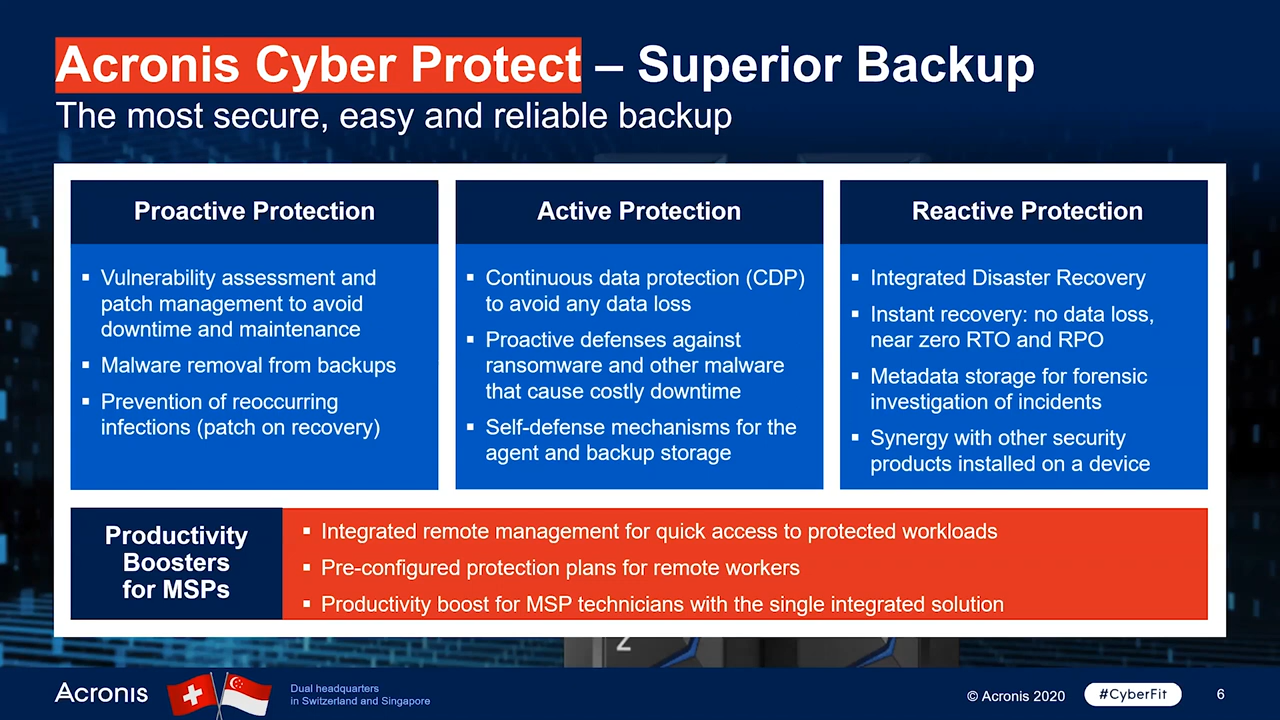 Acronis Cyber Protect – Superior Backup
The most secure, easy and reliable backup
Proactive Protection
▪ Vulnerability assessment and
patch management to avoid
downtime and maintenance
▪ Malware removal from backups
▪ Prevention of reoccurring
infections (patch on recovery)
Active Protection
▪ Continuous data protection (CDP)
to avoid any data loss
▪ Proactive defenses against
ransomware and other malware
that cause costly downtime
▪ Self-defense mechanisms for the
agent and backup storage
Reactive Protection
▪ Integrated Disaster Recovery
▪ Instant recovery: no data loss,
near zero RTO and RPO
▪ Metadata storage for forensic
investigation of incidents
▪ Synergy with other security
products installed on a device
Productivity
Boosters
for MSPs
▪ Integrated remote management for quick access to protected workloads
▪ Pre-configured protection plans for remote workers
▪ Productivity boost for MSP technicians with the single integrated solution
Acronis
Dual headquarters
in Switzerland and Singapore
© Acronis 2020
#CyberFit
6